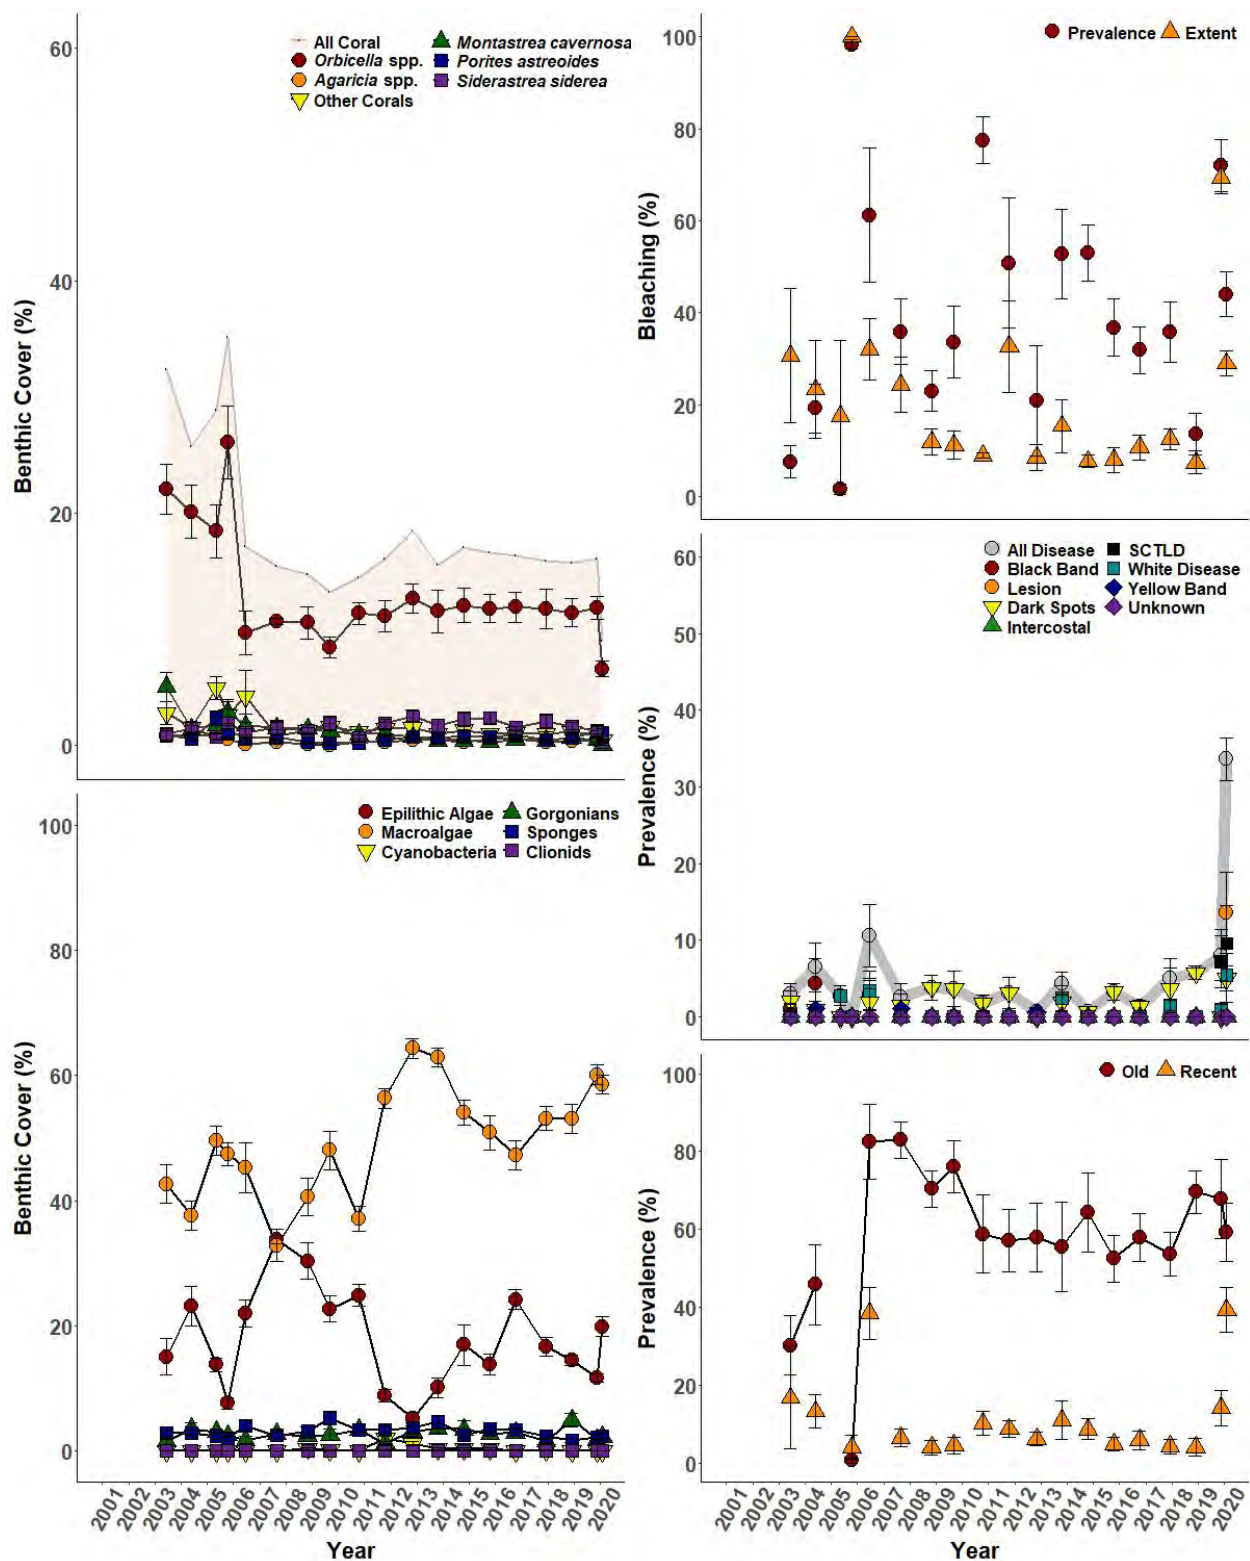 All Coral
Orbicella spp.
Agaricia spp.
Other Corals
Montastrea cavernosa
Porites astreoides
Siderastrea siderea
60
40
20
0
Benthic Cover (%)
Prevalence
Extent
100
80
60
40
20
0
Bleaching (%)
All Disease
Black Band
Lesion
Dark Spots
Intercostal
SCTLD
White Disease
Yellow Band
Unknown
60
50
40
30
20
10
0
Prevalence (%)
Epilithic Algae
Macroalgae
Cyanobacteria
Gorgonians
Sponges
Clionids
100
80
60
40
20
0
Benthic Cover (%)
2001
2002
2003
2004
2005
2006
2007
2008
2009
2010
2011
2012
2013
2014
2015
2016
2017
2018
2019
2020
Year
Old
Recent
100
80
60
40
20
0
Prevalence (%)
2001
2002
2003
2004
2005
2006
2007
2008
2009
2010
2011
2012
2013
2014
2015
2016
2017
2018
2019
2020
Year